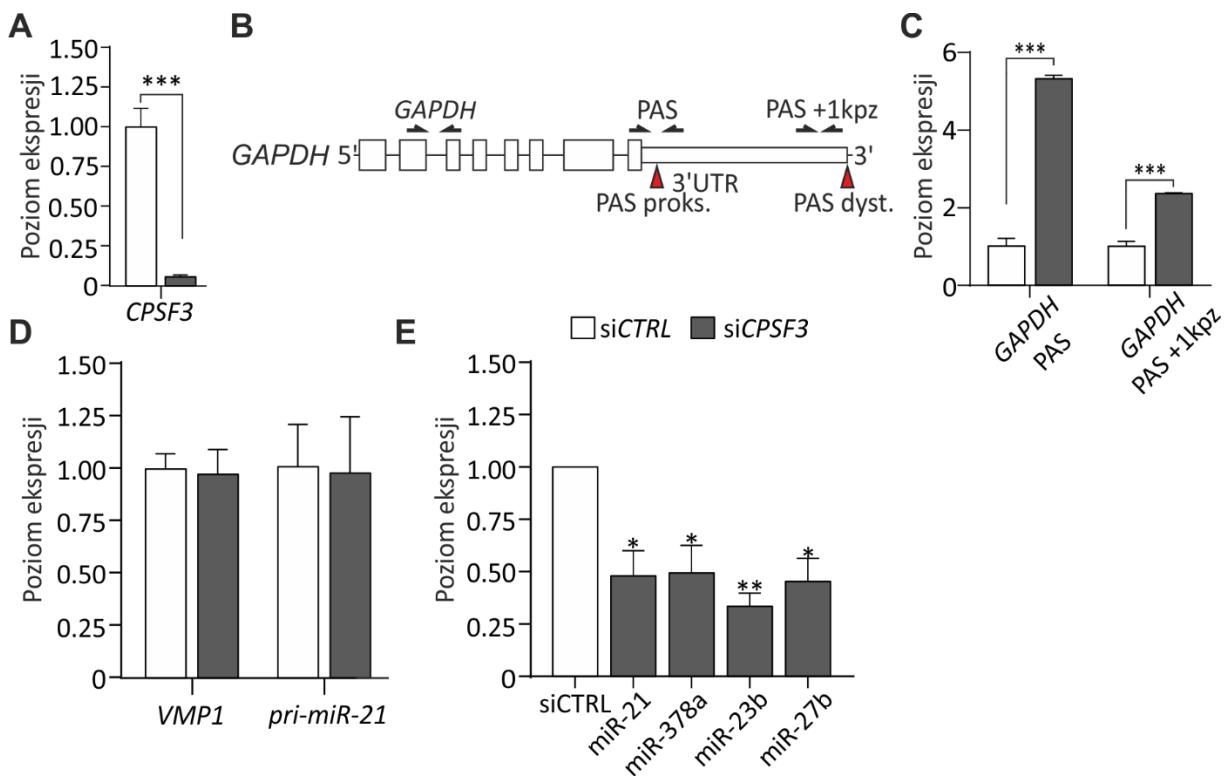 A
1.50
1.25
1.00
0.75
0.50
0.25
0
Poziom ekspresji
***
CPSF3
B
GAPDH
PAS
PAS +1kpz
GAPDH 5' 3'
3'UTR
PAS proks.
PAS dyst.
C
6
4
2
0
Poziom ekspresji
***
***
GAPDH
PAS
GAPDH
PAS +1kpz
D
1.50
1.25
1.00
0.75
0.50
0.25
0
Poziom ekspresji
VMP1
pri-miR-21
E
siCTRL
siCPSF3
1.50
1.25
1.00
0.75
0.50
0.25
0
Poziom ekspresji
*
*
**
*
siCTRL
miR-21
miR-378a
miR-23b
miR-27b